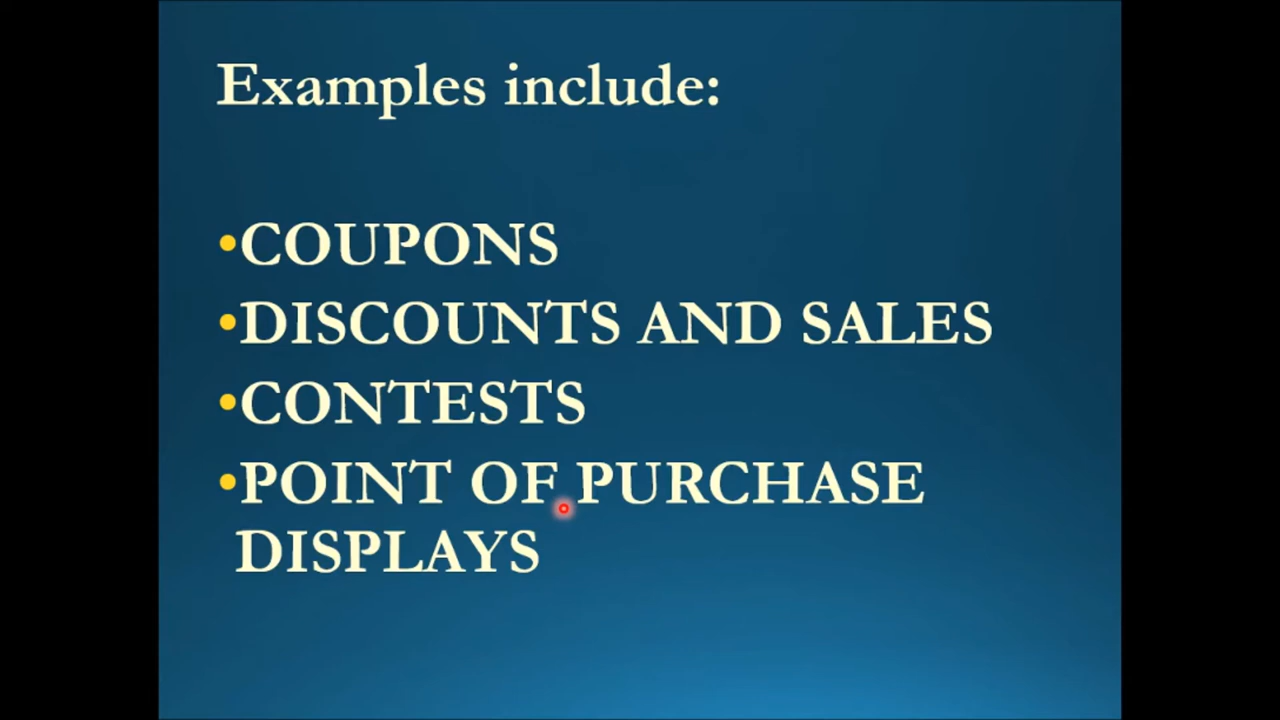 Examples include:
•COUPONS
•DISCOUNTS AND SALES
•CONTESTS
•POINT OF PURCHASE
DISPLAYS